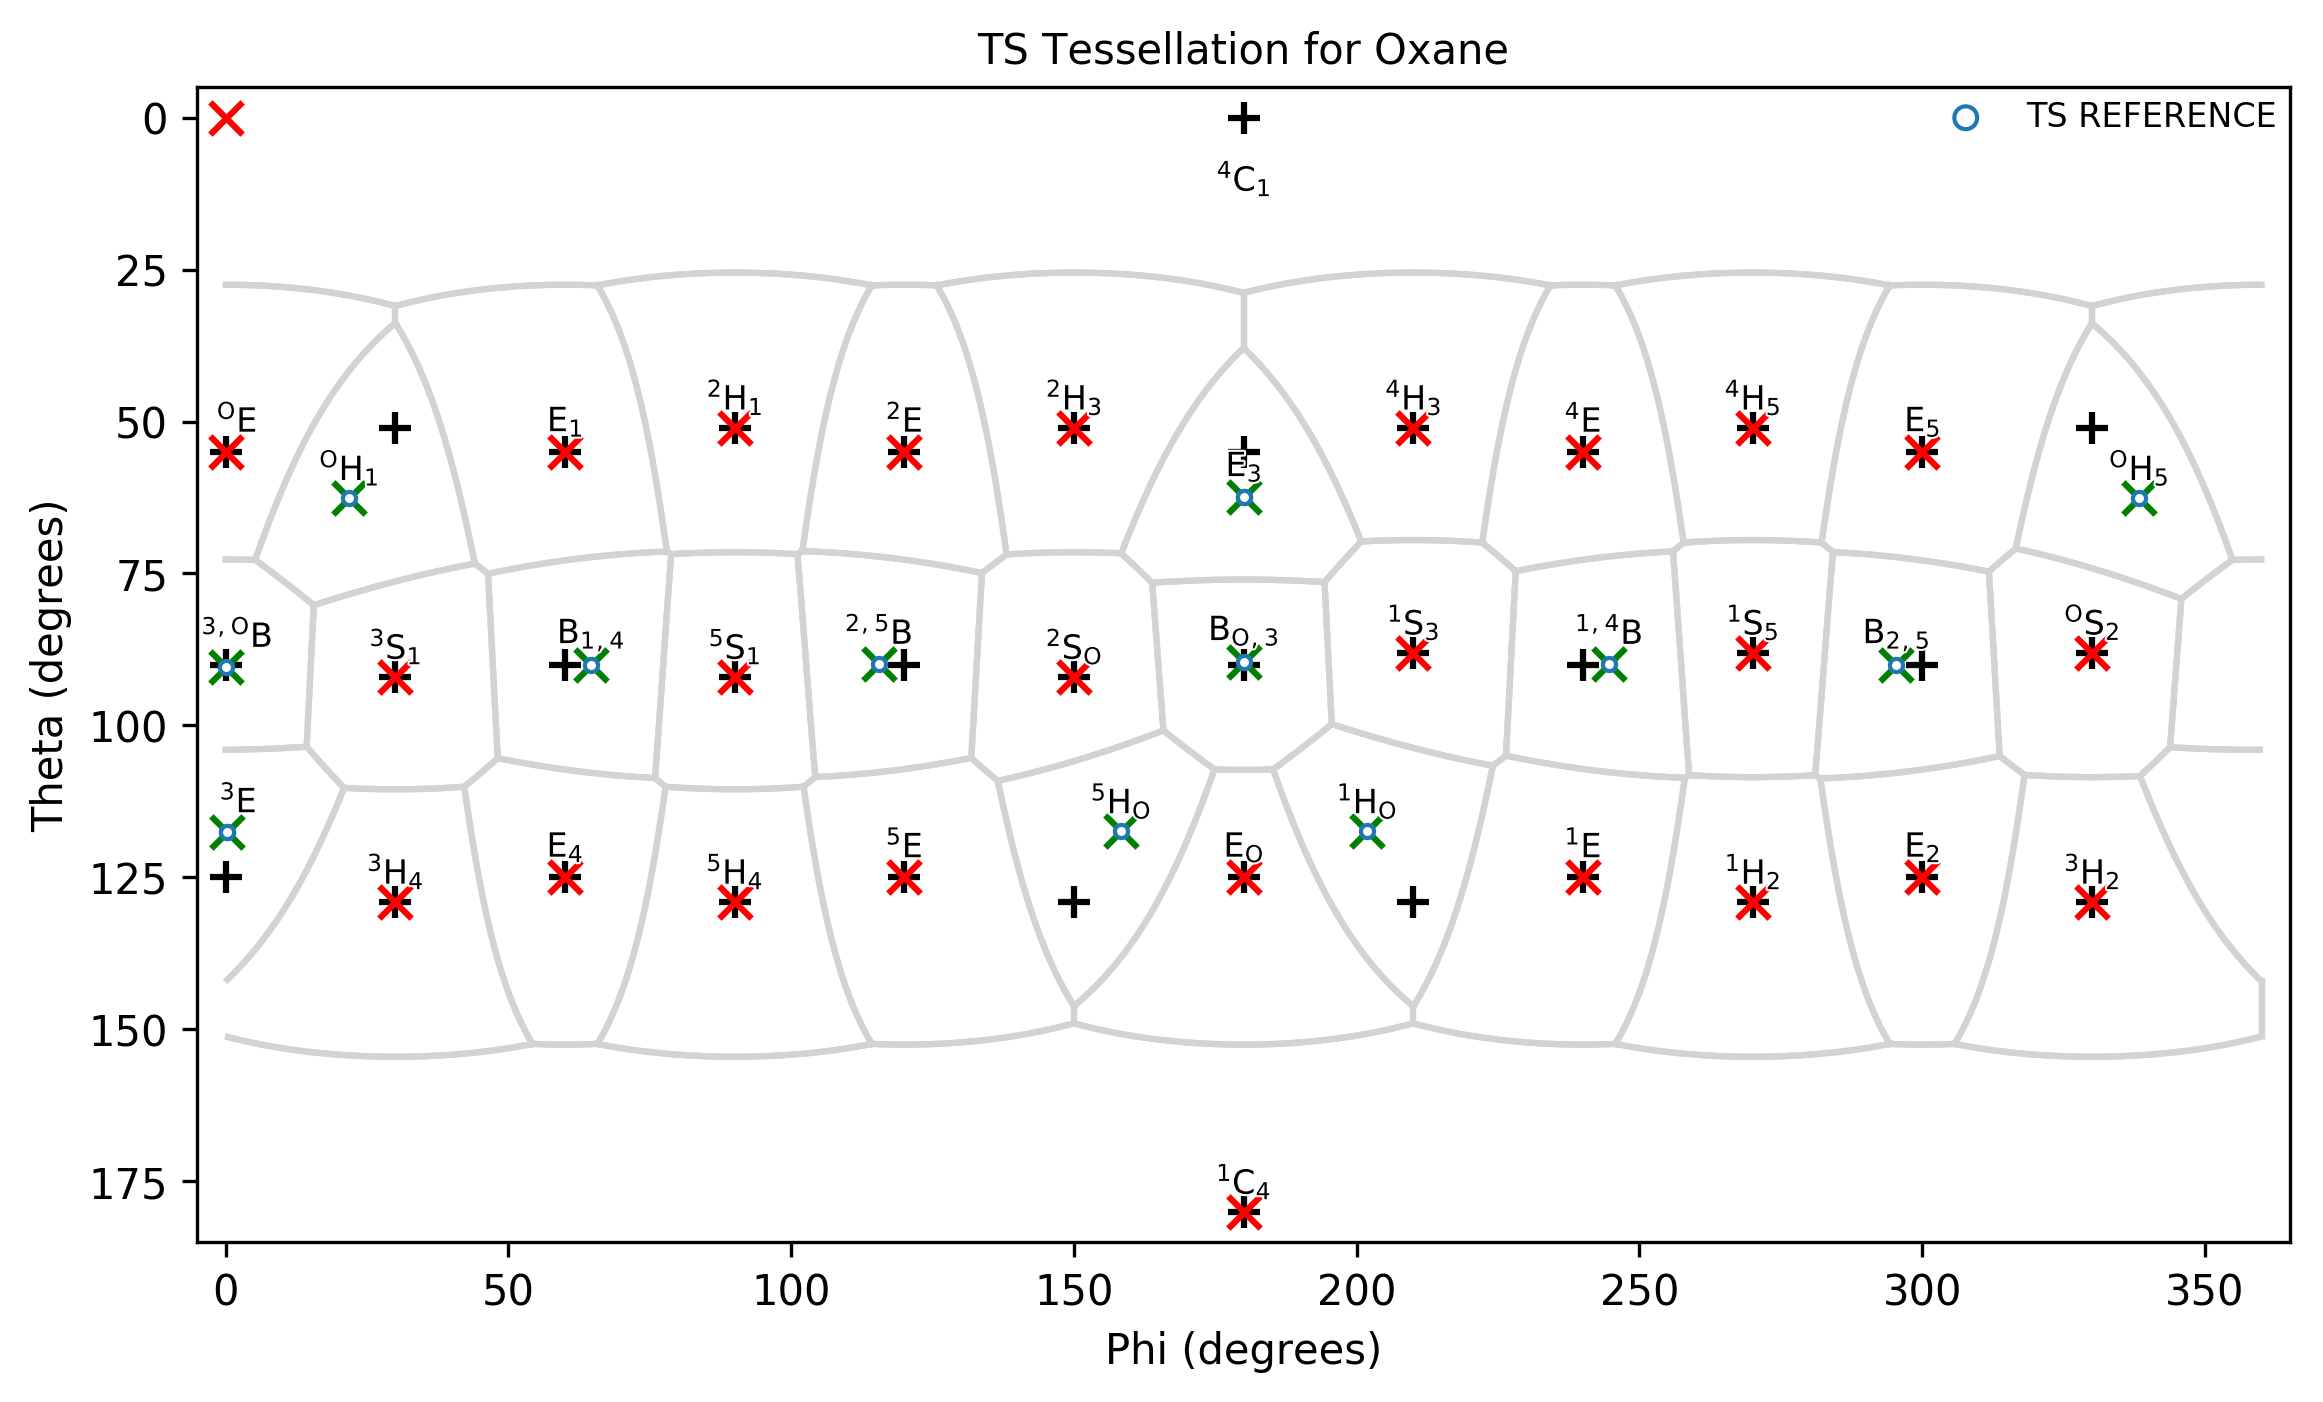 TS Tessellation for Oxane
TS REFERENCE
⁴C₁
ᴼE
ᴼH₁
E₁
²H₁
²E
²H₃
E₃
⁴H₃
⁴E
⁴H₅
E₅
ᴼH₅
³,ᴼB
³S₁
B₁,₄
⁵S₁
²,⁵B
²Sₒ
Bₒ,₃
¹S₃
¹,⁴B
¹S₅
B₂,₅
ᴼS₂
³E
³H₄
E₄
⁵H₄
⁵E
⁵Hₒ
Eₒ
¹Hₒ
¹E
¹H₂
E₂
³H₂
¹C₄
0
25
50
75
100
125
150
175
Theta (degrees)
0 50 100 150 200 250 300 350
Phi (degrees)